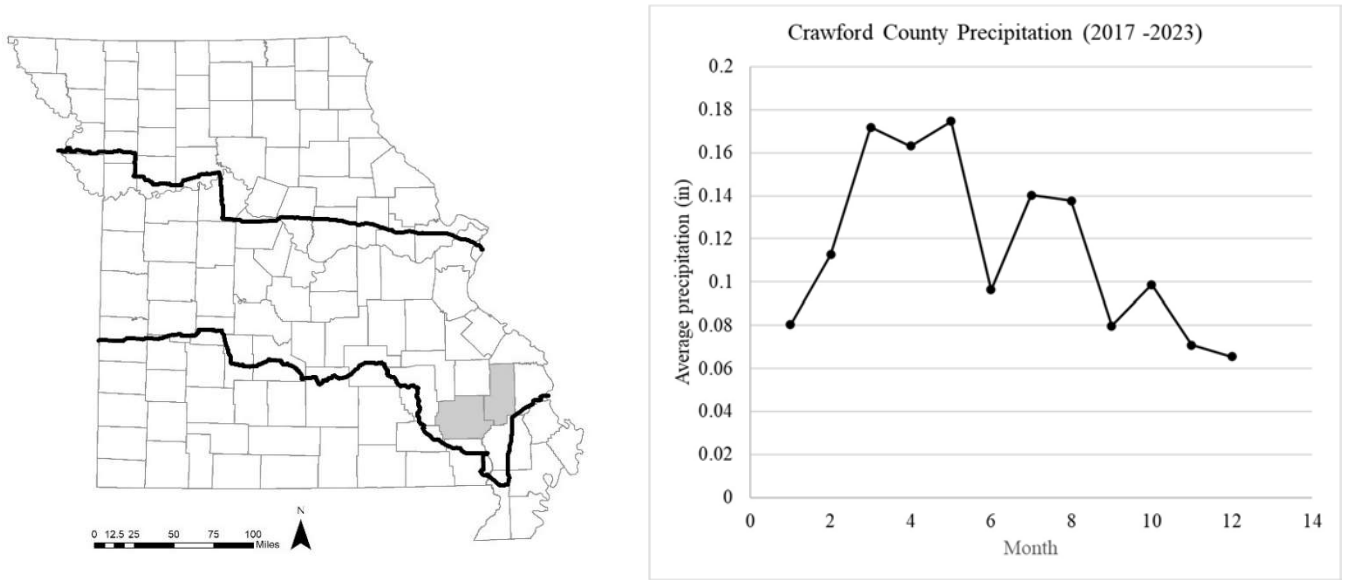 N
0 12.5 25 50 75 100
Miles
Crawford County Precipitation (2017 -2023)
Average precipitation (in)
0.2
0.18
0.16
0.14
0.12
0.1
0.08
0.06
0.04
0.02
0
0 2 4 6 8 10 12 14
Month